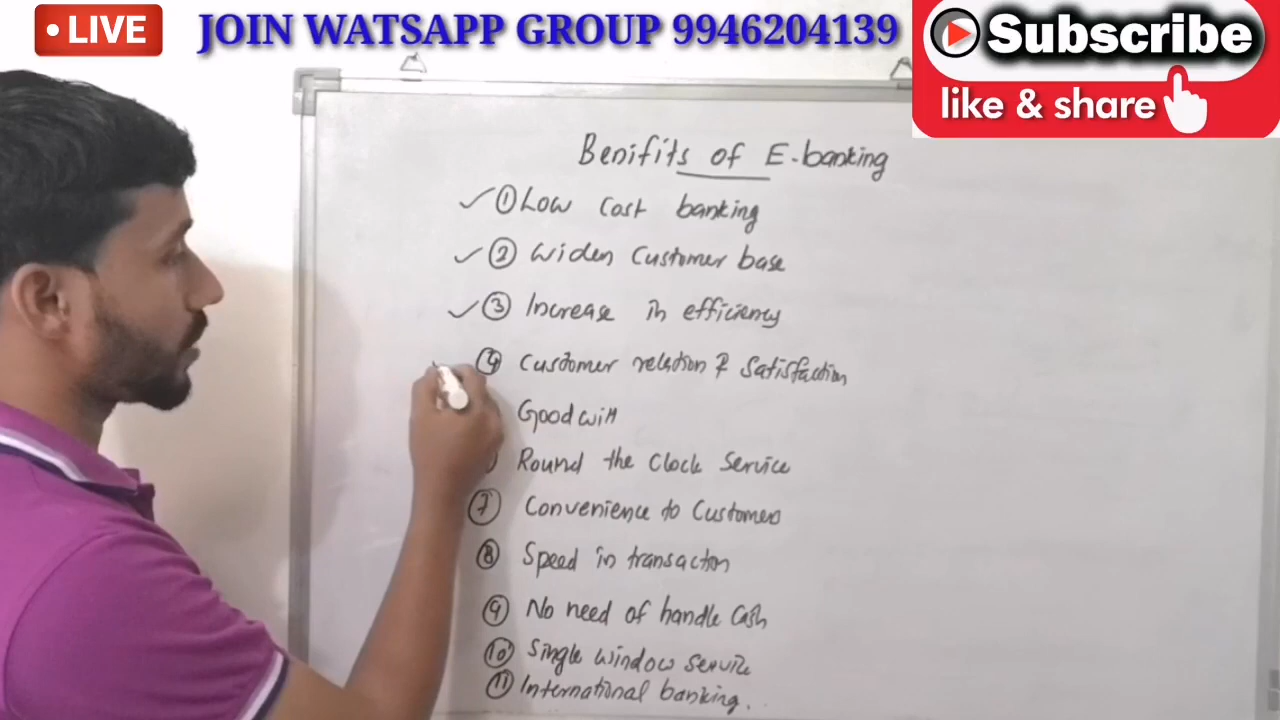 LIVE
JOIN WATSAPP GROUP 9946204139
Subscribe
like & share
Benifits of E-banking
① Low cost banking
② Widen Customer base
③ Increase in efficiency
④ Customer relation & Satisfaction
Goodwill
Round the Clock Service
⑦ Convenience to Customers
⑧ Speed in transacton
⑨ No need of handle Cash
⑩ Single window service
⑪ International banking.